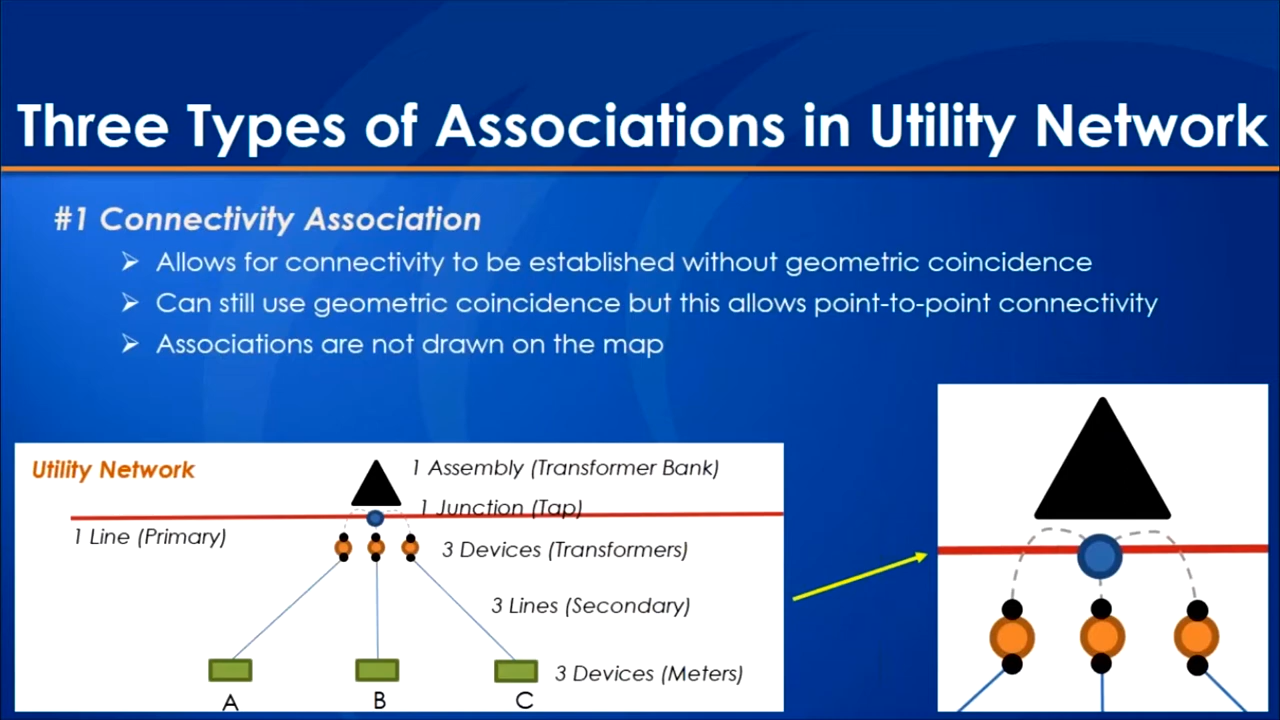 Three Types of Associations in Utility Network
#1 Connectivity Association
Allows for connectivity to be established without geometric coincidence
Can still use geometric coincidence but this allows point-to-point connectivity
Associations are not drawn on the map
Utility Network
1 Assembly (Transformer Bank)
1 Junction (Tap)
1 Line (Primary)
3 Devices (Transformers)
3 Lines (Secondary)
3 Devices (Meters)
A B C